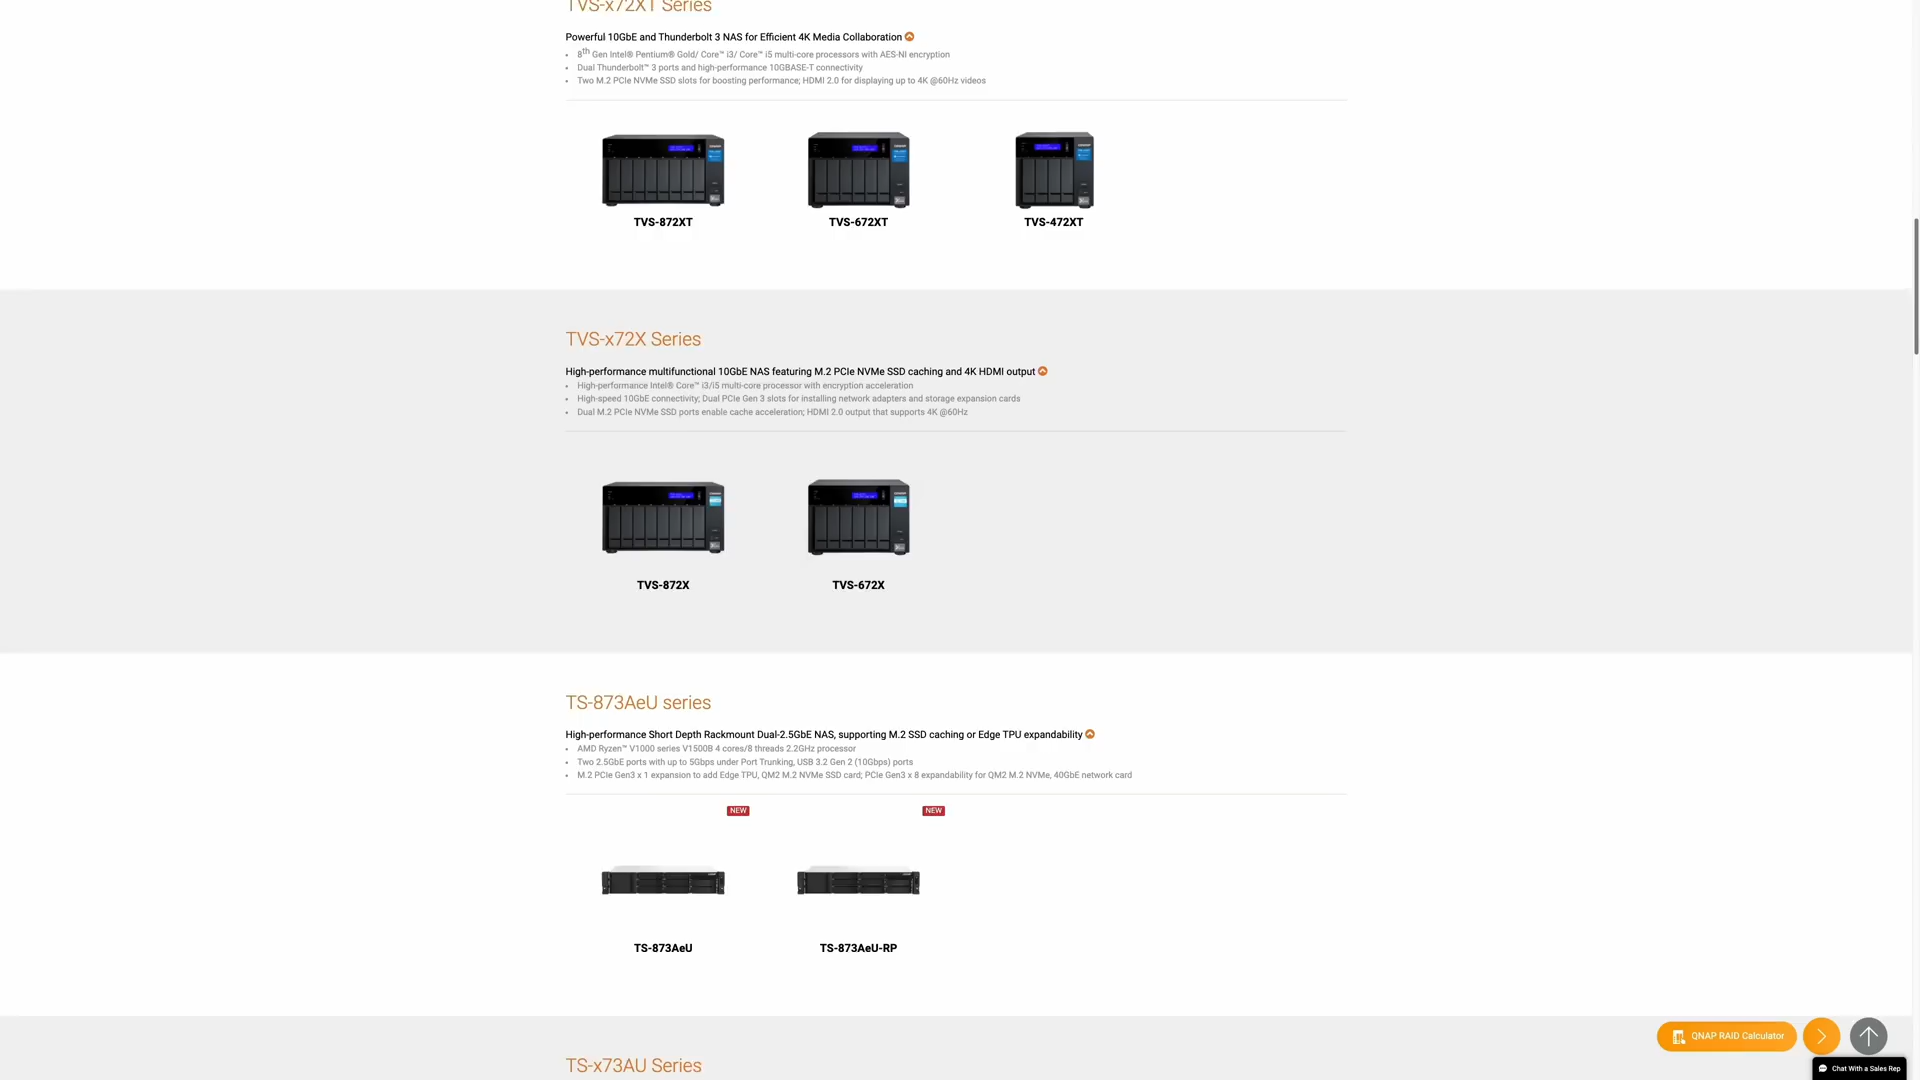 TVS-x72XT Series
Powerful 10GbE and Thunderbolt 3 NAS for Efficient 4K Media Collaboration
8th Gen Intel® Pentium® Gold/ Core™ i3/ Core™ i5 multi-core processors with AES-NI encryption
Dual Thunderbolt™ 3 ports and high-performance 10GBASE-T connectivity
Two M.2 PCIe NVMe SSD slots for boosting performance; HDMI 2.0 for displaying up to 4K @60Hz videos
TVS-872XT
TVS-672XT
TVS-472XT
TVS-x72X Series
High-performance multifunctional 10GbE NAS featuring M.2 PCIe NVMe SSD caching and 4K HDMI output
High-performance Intel® Core™ i3/i5 multi-core processor with encryption acceleration
High-speed 10GbE connectivity; Dual PCIe Gen 3 slots for installing network adapters and storage expansion cards
Dual M.2 PCIe NVMe SSD ports enable cache acceleration; HDMI 2.0 output that supports 4K @60Hz
TVS-872X
TVS-672X
TS-873AeU series
High-performance Short Depth Rackmount Dual-2.5GbE NAS, supporting M.2 SSD caching or Edge TPU expandability
AMD Ryzen™ V1000 series V1500B 4 cores/8 threads 2.2GHz processor
Two 2.5GbE ports with up to 5Gbps under Port Trunking, USB 3.2 Gen 2 (10Gbps) ports
M.2 PCIe Gen3 x 1 expansion to add Edge TPU, QM2 M.2 NVMe SSD card; PCIe Gen3 x 8 expandability for QM2 M.2 NVMe, 40GbE network card
NEW
NEW
TS-873AeU
TS-873AeU-RP
QNAP RAID Calculator
TS-x73AU Series
Chat With a Sales Rep